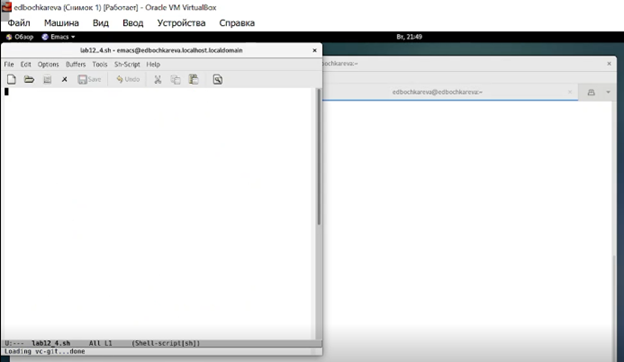 edbochkareva (Снимок 1) [Работает] - Oracle VM VirtualBox
Файл Машина Вид Ввод Устройства Справка
Обзор Emacs Вт, 21:49
lab12_4.sh - emacs@edbochkareva.localhost.localdomain
hkareva:~
File Edit Options Buffers Tools Sh-Script Help
Save Undo
edbochkareva@edbochkareva:~
U:--- lab12_4.sh All L1 (Shell-script[sh])
Loading vc-git...done